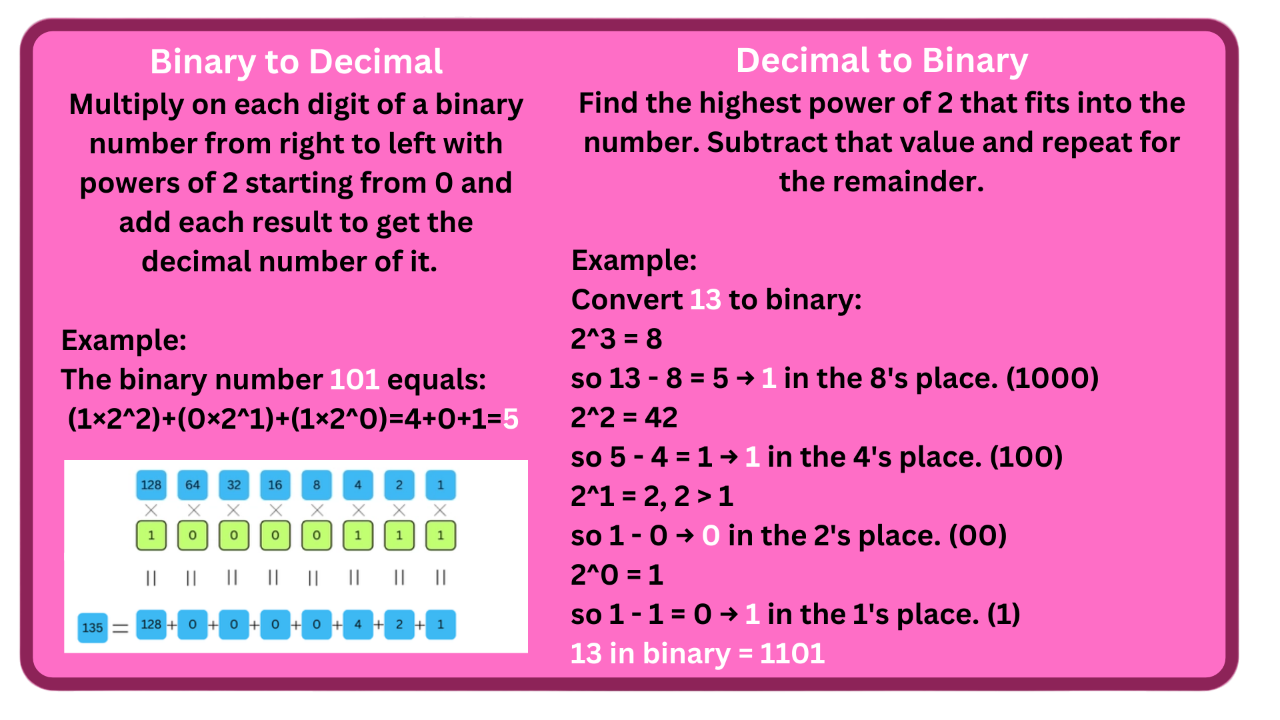 Binary to Decimal
Multiply on each digit of a binary
number from right to left with
powers of 2 starting from 0 and
add each result to get the
decimal number of it.
Example:
The binary number 101 equals:
(1×2^2)+(0×2^1)+(1×2^0)=4+0+1=5
128 64 32 16 8 4 2 1
× × × × × × × ×
1 0 0 0 0 1 1 1
|| || || || || || || ||
135 = 128 + 0 + 0 + 0 + 0 + 4 + 2 + 1
Decimal to Binary
Find the highest power of 2 that fits into the
number. Subtract that value and repeat for
the remainder.
Example:
Convert 13 to binary:
2^3 = 8
so 13 - 8 = 5 → 1 in the 8's place. (1000)
2^2 = 42
so 5 - 4 = 1 → 1 in the 4's place. (100)
2^1 = 2, 2 > 1
so 1 - 0 → 0 in the 2's place. (00)
2^0 = 1
so 1 - 1 = 0 → 1 in the 1's place. (1)
13 in binary = 1101